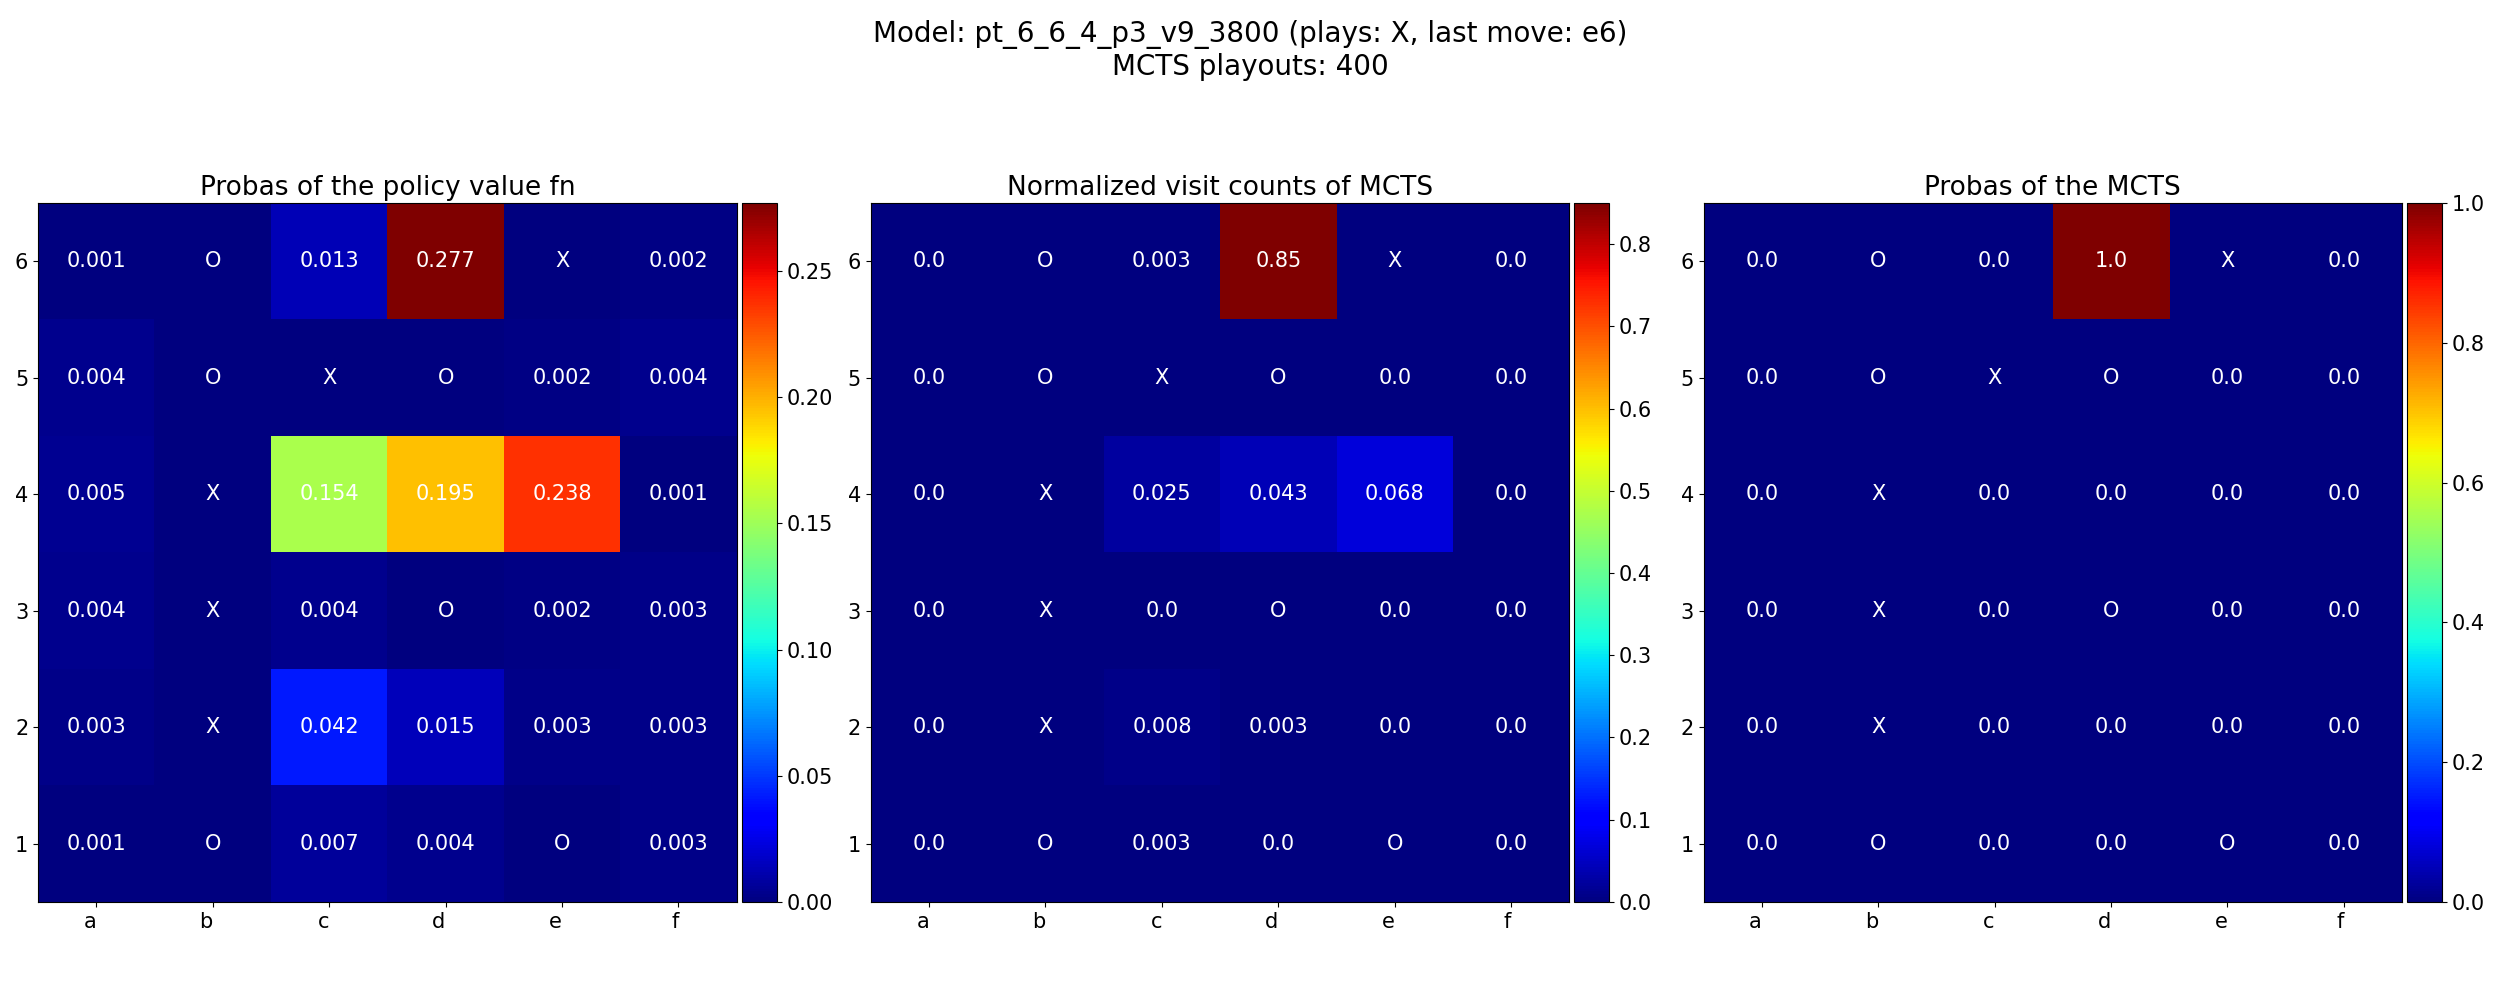 Model: pt_6_6_4_p3_v9_3800 (plays: X, last move: e6)
MCTS playouts: 400
Probas of the policy value fn
6 0.001 O 0.013 0.277 X 0.002
5 0.004 O X O 0.002 0.004
4 0.005 X 0.154 0.195 0.238 0.001
3 0.004 X 0.004 O 0.002 0.003
2 0.003 X 0.042 0.015 0.003 0.003
1 0.001 O 0.007 0.004 O 0.003
a b c d e f
0.25
0.20
0.15
0.10
0.05
0.00
Normalized visit counts of MCTS
6 0.0 O 0.003 0.85 X 0.0
5 0.0 O X O 0.0 0.0
4 0.0 X 0.025 0.043 0.068 0.0
3 0.0 X 0.0 O 0.0 0.0
2 0.0 X 0.008 0.003 0.0 0.0
1 0.0 O 0.003 0.0 O 0.0
a b c d e f
0.8
0.7
0.6
0.5
0.4
0.3
0.2
0.1
0.0
Probas of the MCTS
6 0.0 O 0.0 1.0 X 0.0
5 0.0 O X O 0.0 0.0
4 0.0 X 0.0 0.0 0.0 0.0
3 0.0 X 0.0 O 0.0 0.0
2 0.0 X 0.0 0.0 0.0 0.0
1 0.0 O 0.0 0.0 O 0.0
a b c d e f
1.0
0.8
0.6
0.4
0.2
0.0